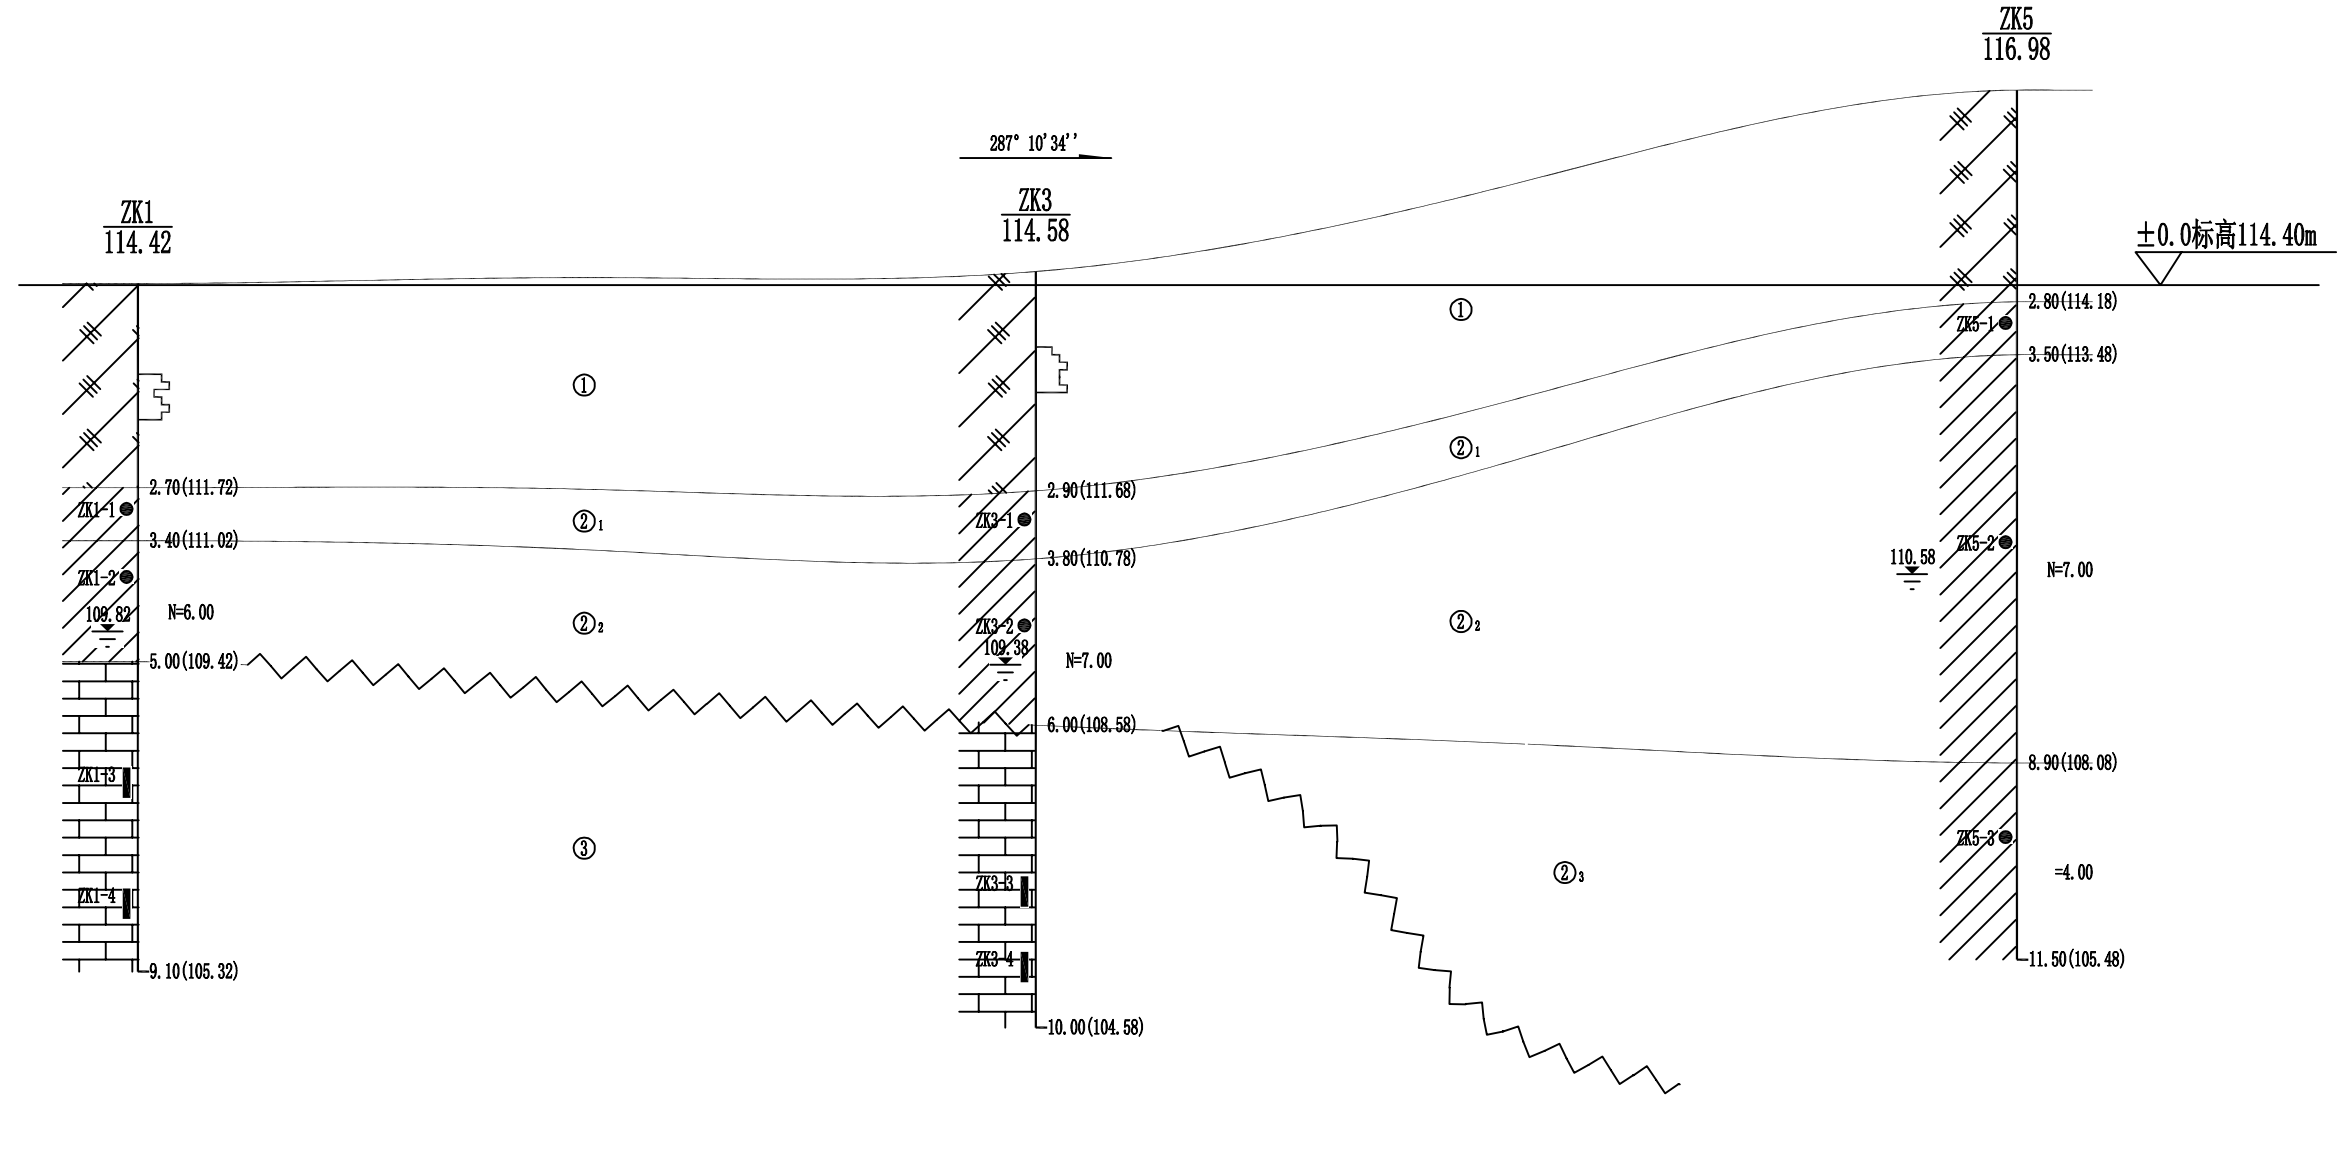 ZK5
116.98
287° 10'34''
ZK1
114.42
ZK3
114.58
±0.0标高114.40m
①
①
2.80(114.18)
ZK5-1
3.50(113.48)
②1
2.70(111.72)
2.90(111.68)
ZK1-1
②1
ZK3-1
3.40(111.02)
3.80(110.78)
ZK5-2
110.58
N=7.00
ZK1-2
109.82
N=6.00
②2
ZK3-2
②2
109.38
N=7.00
5.00(109.42)
6.00(108.58)
8.90(108.08)
ZK1-3
ZK5-3
③
②3
=4.00
ZK3-3
ZK1-4
ZK3-4
11.50(105.48)
9.10(105.32)
10.00(104.58)